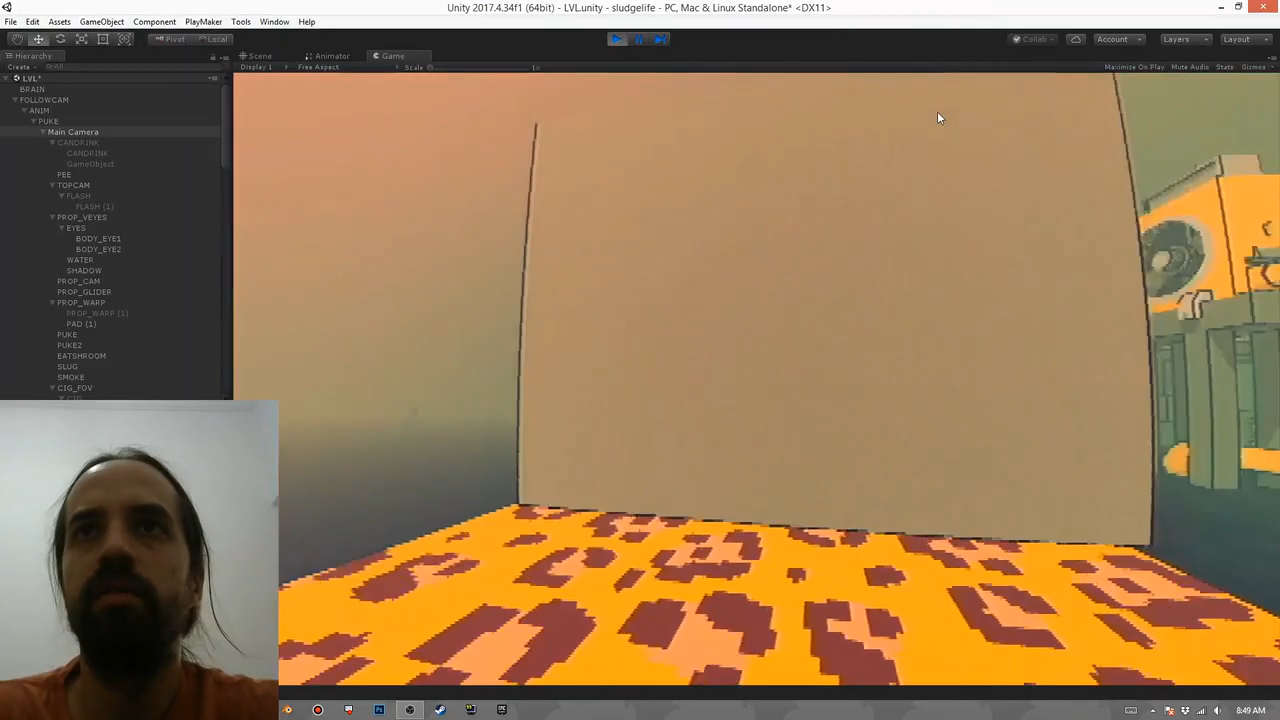 Unity 2017.4.34f1 (64bit) - LVL.unity - sludgelife - PC, Mac & Linux Standalone* <DX11>
File Edit Assets GameObject Component PlayMaker Tools Window Help
Pivot Local Collab Account Layers Layout
Hierarchy Scene Animator Game
Create All Display 1 Free Aspect Scale 1x Maximize On Play Mute Audio Stats Gizmos
LVL*
BRAIN
FOLLOWCAM
ANIM
PUKE
Main Camera
CANDRINK
CANDRINK
GameObject
PEE
TOPCAM
FLASH
FLASH (1)
PROP_VEYES
EYES
BODY_EYE1
BODY_EYE2
WATER
SHADOW
PROP_CAM
PROP_GLIDER
PROP_WARP
PROP_WARP (1)
PAD (1)
PUKE
PUKE2
EATSHROOM
SLUG
SMOKE
CIG_FOV
CIG
8:49 AM